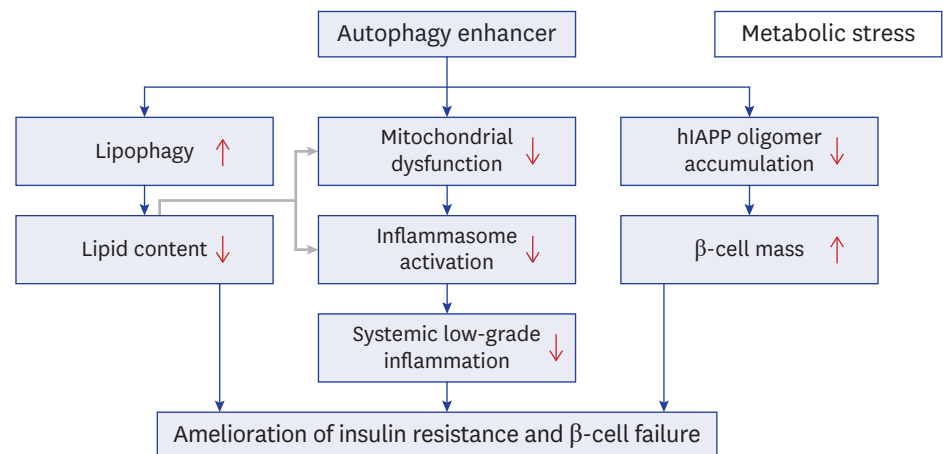 Autophagy enhancer
Metabolic stress
Lipophagy ↑
Mitochondrial
dysfunction ↓
hIAPP oligomer
accumulation ↓
Lipid content ↓
Inflammasome
activation ↓
β-cell mass ↑
Systemic low-grade
inflammation ↓
Amelioration of insulin resistance and β-cell failure